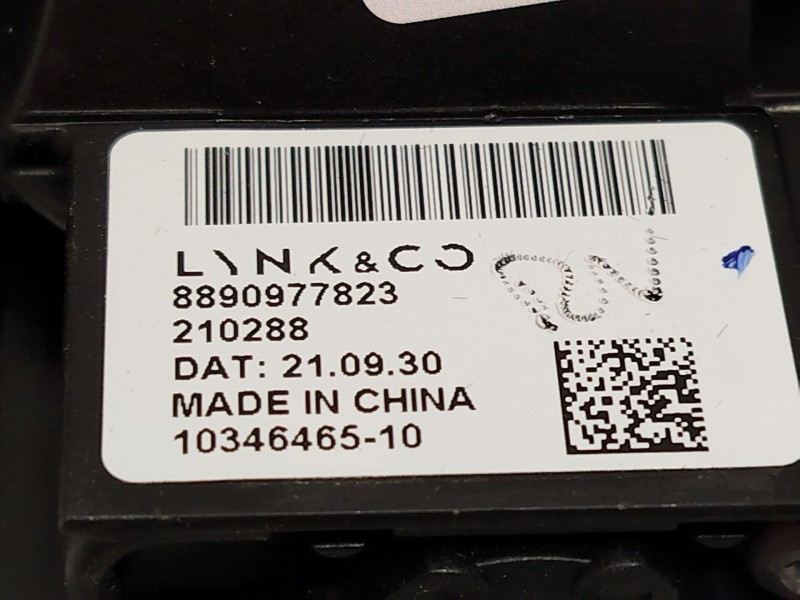 LYNK & CO
8890977823
210288
DAT: 21.09.30
MADE IN CHINA
10346465-10